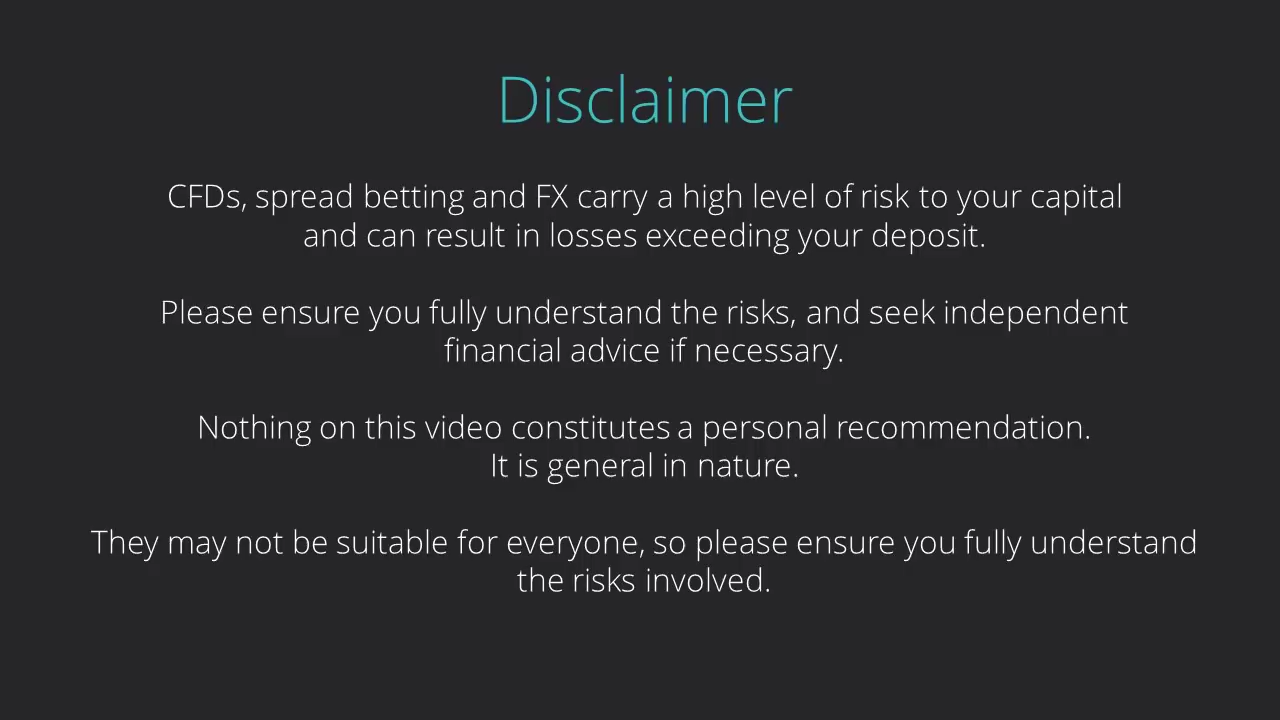 Disclaimer
CFDs, spread betting and FX carry a high level of risk to your capital
and can result in losses exceeding your deposit.
Please ensure you fully understand the risks, and seek independent
financial advice if necessary.
Nothing on this video constitutes a personal recommendation.
It is general in nature.
They may not be suitable for everyone, so please ensure you fully understand
the risks involved.